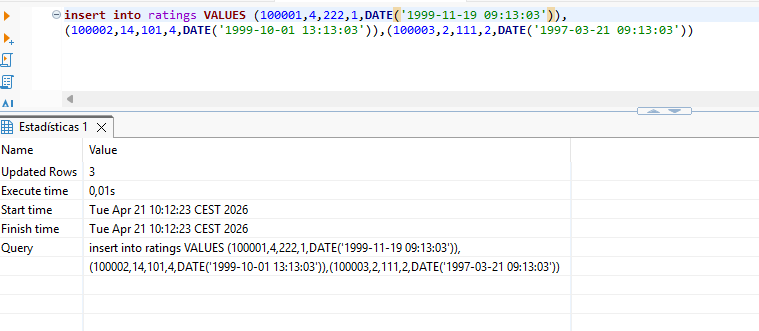 insert into ratings VALUES (100001,4,222,1,DATE('1999-11-19 09:13:03')),
(100002,14,101,4,DATE('1999-10-01 13:13:03')),(100003,2,111,2,DATE('1997-03-21 09:13:03'))
Estadísticas 1
Name Value
Updated Rows 3
Execute time 0,01s
Start time Tue Apr 21 10:12:23 CEST 2026
Finish time Tue Apr 21 10:12:23 CEST 2026
Query insert into ratings VALUES (100001,4,222,1,DATE('1999-11-19 09:13:03')),
(100002,14,101,4,DATE('1999-10-01 13:13:03')),(100003,2,111,2,DATE('1997-03-21 09:13:03'))